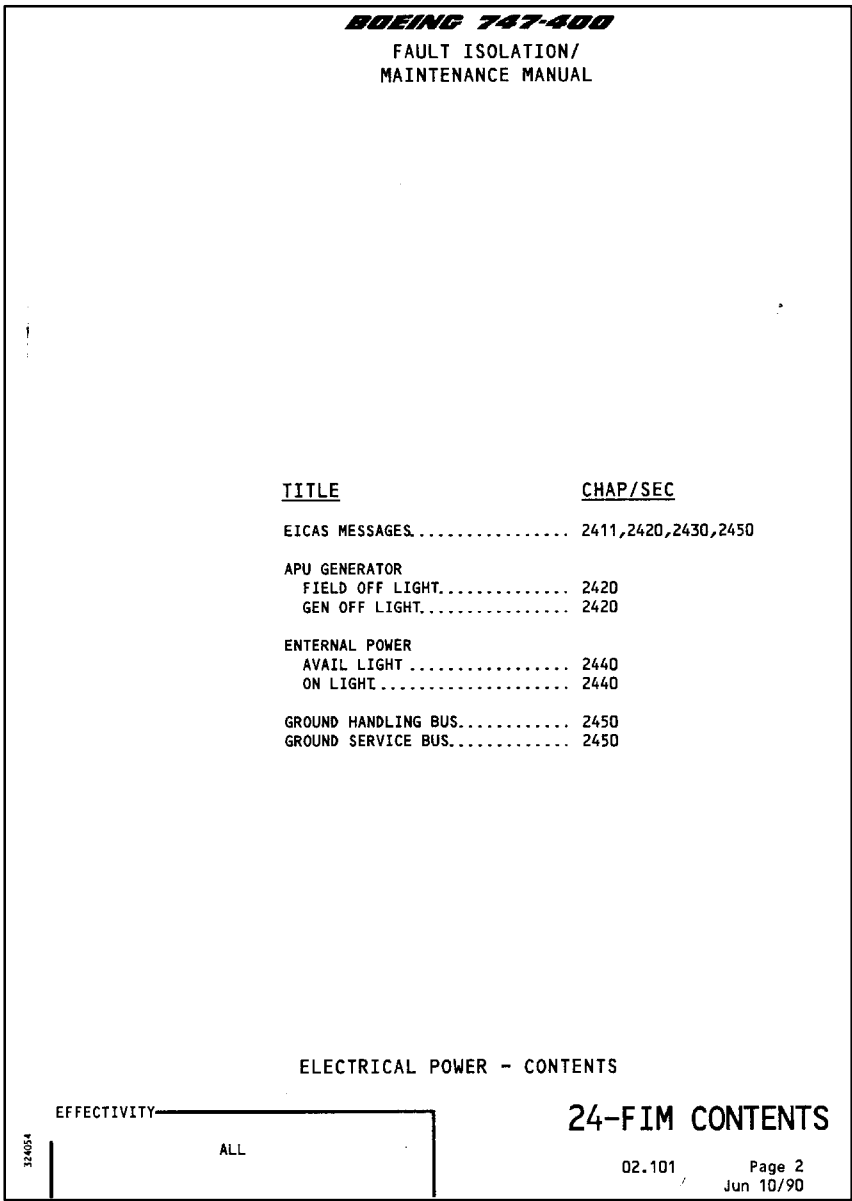 BOEING 747-400
FAULT ISOLATION/
MAINTENANCE MANUAL
TITLE CHAP/SEC
EICAS MESSAGES................. 2411,2420,2430,2450
APU GENERATOR
FIELD OFF LIGHT.............. 2420
GEN OFF LIGHT................ 2420
ENTERNAL POWER
AVAIL LIGHT ................. 2440
ON LIGHT.................... 2440
GROUND HANDLING BUS............ 2450
GROUND SERVICE BUS............. 2450
ELECTRICAL POWER - CONTENTS
EFFECTIVITY
ALL
324054
24-FIM CONTENTS
02.101 Page 2
Jun 10/90